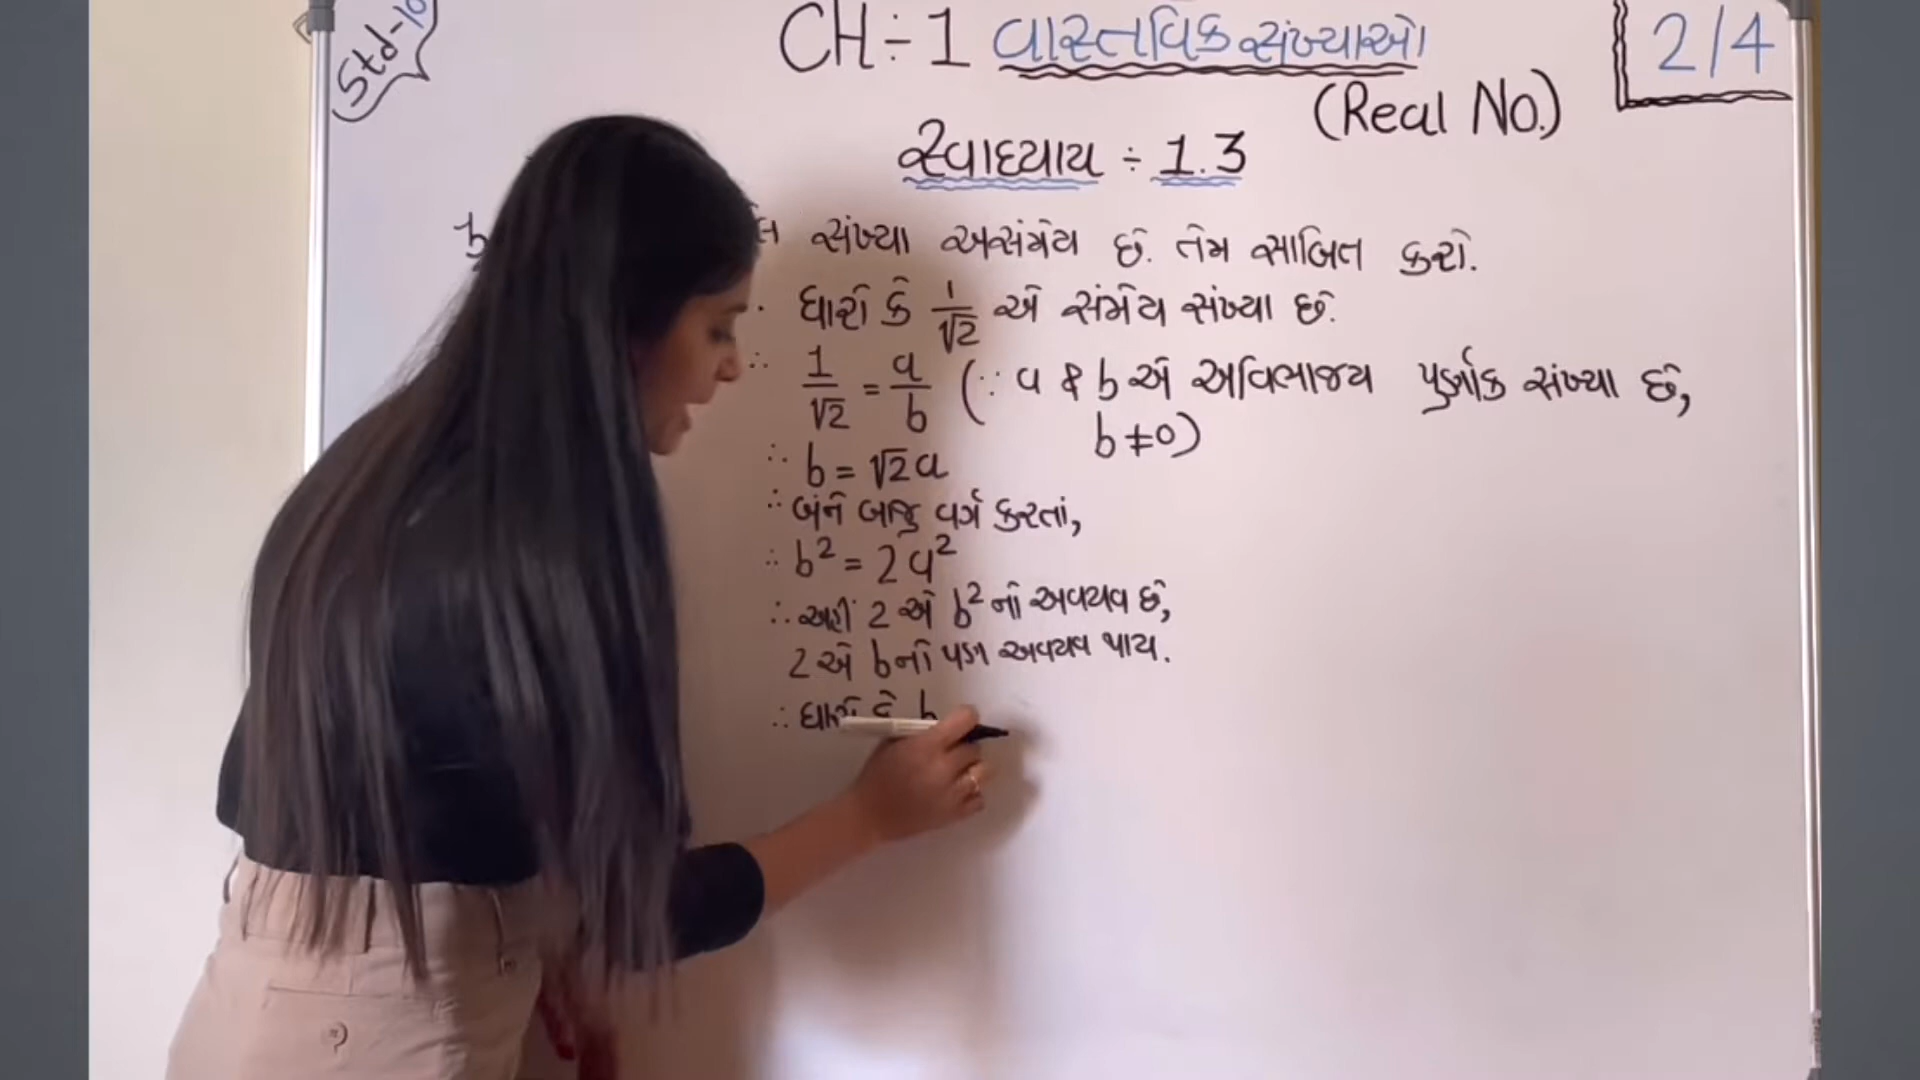 Std-10
CH÷1 વાસ્તવિક સંખ્યાઓ
2/4
(Real No.)
સ્વાધ્યાય ÷ 1.3
સંખ્યા અસંમેય છે. તેમ સાબિત કરો.
ધારો કે 1/√2 એ સંમેય સંખ્યા છે.
∴ 1/√2 = a/b (∵ a & b એ અવિભાજ્ય પુર્ણાંક સંખ્યા છે,
b≠0)
∴ b = √2a
∴ બંને બાજુ વર્ગ કરતાં,
∴ b² = 2a²
∴ અહીં 2 એ b² નો અવયવ છે,
2 એ b નો પણ અવયવ થાય.
∴ ધારો કે b